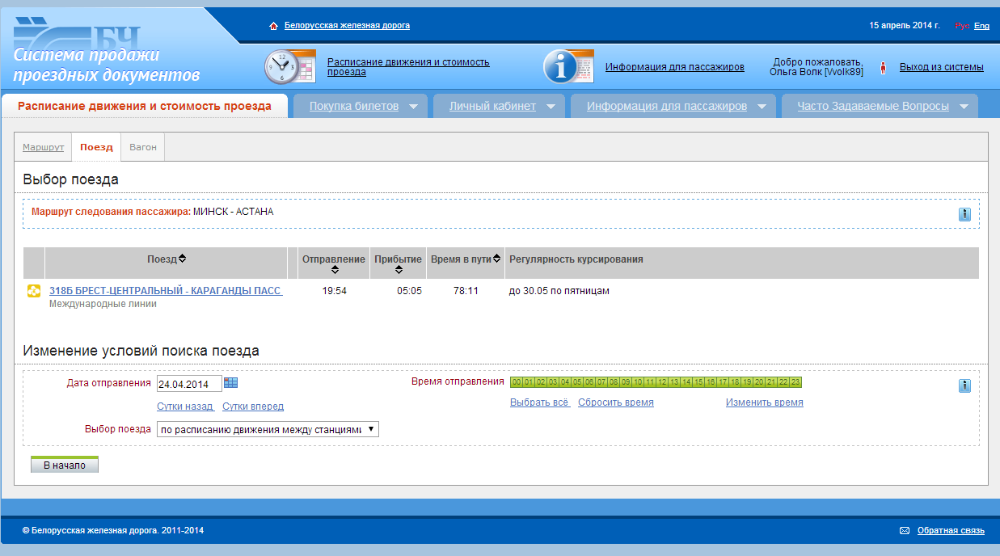 БЧ
Система продажи
проездных документов
Белорусская железная дорога
15 апрель 2014 г.
Рус Eng
Расписание движения и стоимость
проезда
Информация для пассажиров
Добро пожаловать,
Ольга Волк [Vvolk89]
Выход из системы
Расписание движения и стоимость проезда
Покупка билетов
Личный кабинет
Информация для пассажиров
Часто Задаваемые Вопросы
Маршрут
Поезд
Вагон
Выбор поезда
Маршрут следования пассажира: МИНСК - АСТАНА
Поезд Отправление Прибытие Время в пути Регулярность курсирования
318Б БРЕСТ-ЦЕНТРАЛЬНЫЙ - КАРАГАНДЫ ПАСС 19:54 05:05 78:11 до 30.05 по пятницам
Международные линии
Изменение условий поиска поезда
Дата отправления 24.04.2014
Время отправления 00 01 02 03 04 05 06 07 08 09 10 11 12 13 14 15 16 17 18 19 20 21 22 23
Сутки назад Сутки вперед
Выбрать всё Сбросить время Изменить время
Выбор поезда по расписанию движения между станциями
В начало
© Белорусская железная дорога. 2011-2014
Обратная связь